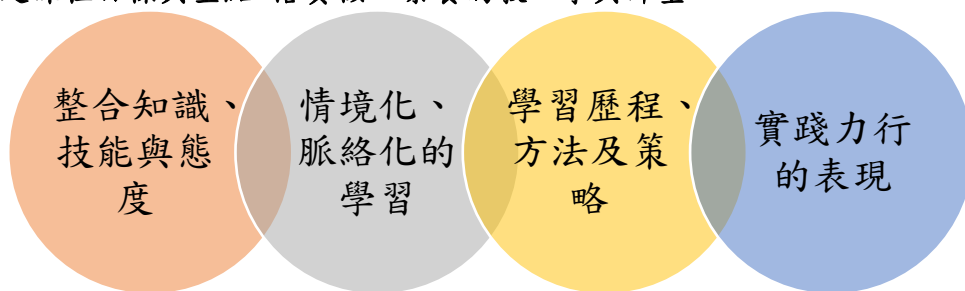 整合知識、
技能與態
度
情境化、
脈絡化的
學習
學習歷程、
方法及策
略
實踐力行
的表現